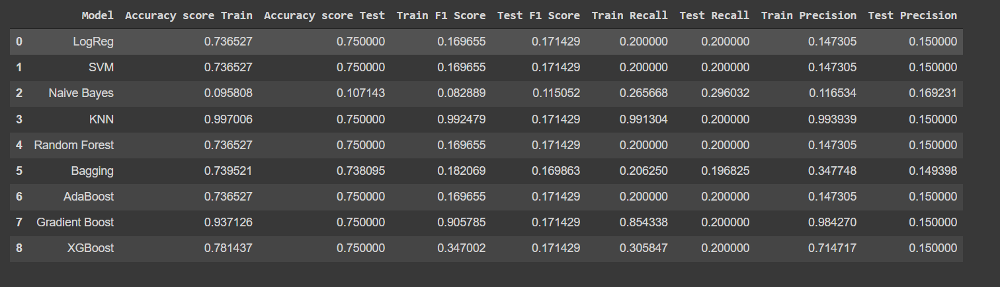 Model Accuracy score Train Accuracy score Test Train F1 Score Test F1 Score Train Recall Test Recall Train Precision Test Precision
0 LogReg 0.736527 0.750000 0.169655 0.171429 0.200000 0.200000 0.147305 0.150000
1 SVM 0.736527 0.750000 0.169655 0.171429 0.200000 0.200000 0.147305 0.150000
2 Naive Bayes 0.095808 0.107143 0.082889 0.115052 0.265668 0.296032 0.116534 0.169231
3 KNN 0.997006 0.750000 0.992479 0.171429 0.991304 0.200000 0.993939 0.150000
4 Random Forest 0.736527 0.750000 0.169655 0.171429 0.200000 0.200000 0.147305 0.150000
5 Bagging 0.739521 0.738095 0.182069 0.169863 0.206250 0.196825 0.347748 0.149398
6 AdaBoost 0.736527 0.750000 0.169655 0.171429 0.200000 0.200000 0.147305 0.150000
7 Gradient Boost 0.937126 0.750000 0.905785 0.171429 0.854338 0.200000 0.984270 0.150000
8 XGBoost 0.781437 0.750000 0.347002 0.171429 0.305847 0.200000 0.714717 0.150000